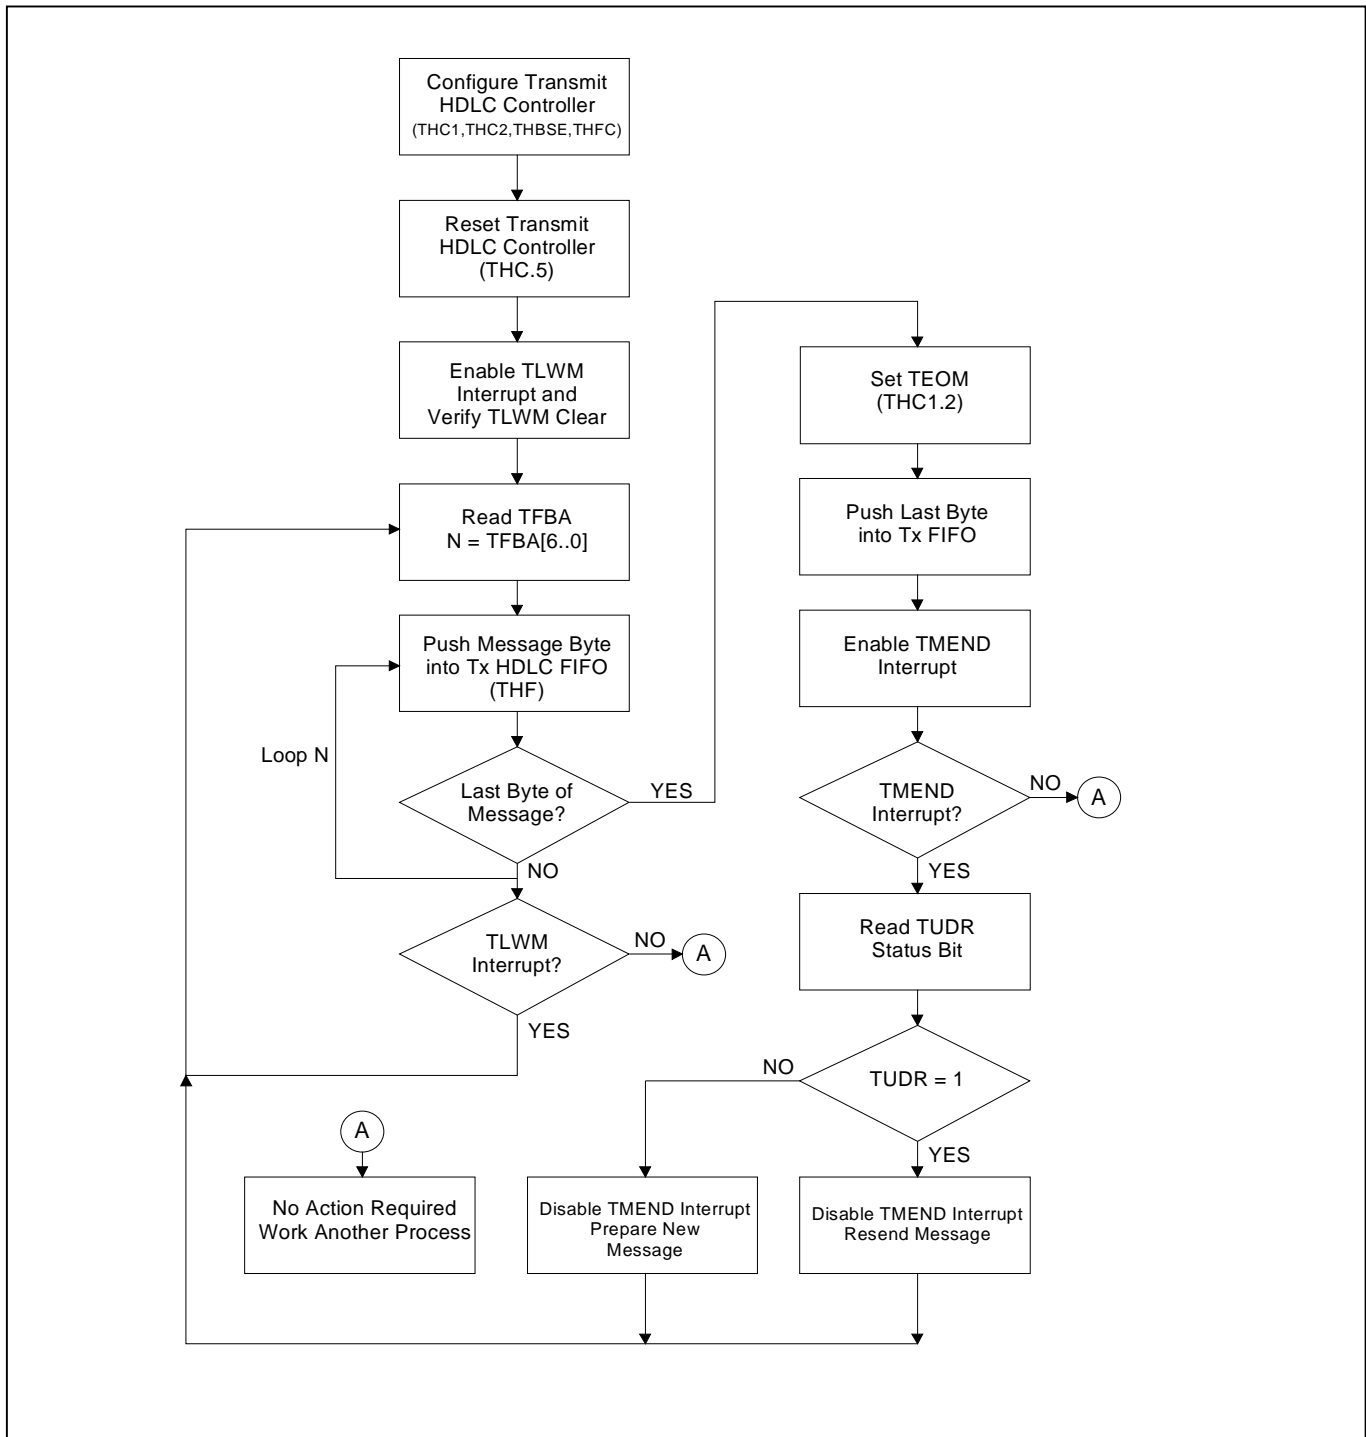 Configure Transmit
HDLC Controller
(THC1,THC2,THBSE,THFC)
Reset Transmit
HDLC Controller
(THC.5)
Enable TLWM
Interrupt and
Verify TLWM Clear
Read TFBA
N = TFBA[6..0]
Push Message Byte
into Tx HDLC FIFO
(THF)
Loop N
Last Byte of
Message?
YES
NO
TLWM
Interrupt?
NO
A
YES
A
No Action Required
Work Another Process
Set TEOM
(THC1.2)
Push Last Byte
into Tx FIFO
Enable TMEND
Interrupt
TMEND
Interrupt?
NO
A
YES
Read TUDR
Status Bit
TUDR = 1
NO
YES
Disable TMEND Interrupt
Prepare New
Message
Disable TMEND Interrupt
Resend Message